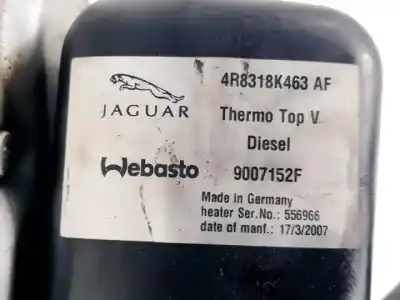 4R8318K463 AF
JAGUAR
Thermo Top V
Diesel
Webasto
9007152F
Made in Germany
heater Ser.No.: 556966
date of manf.: 17/3/2007